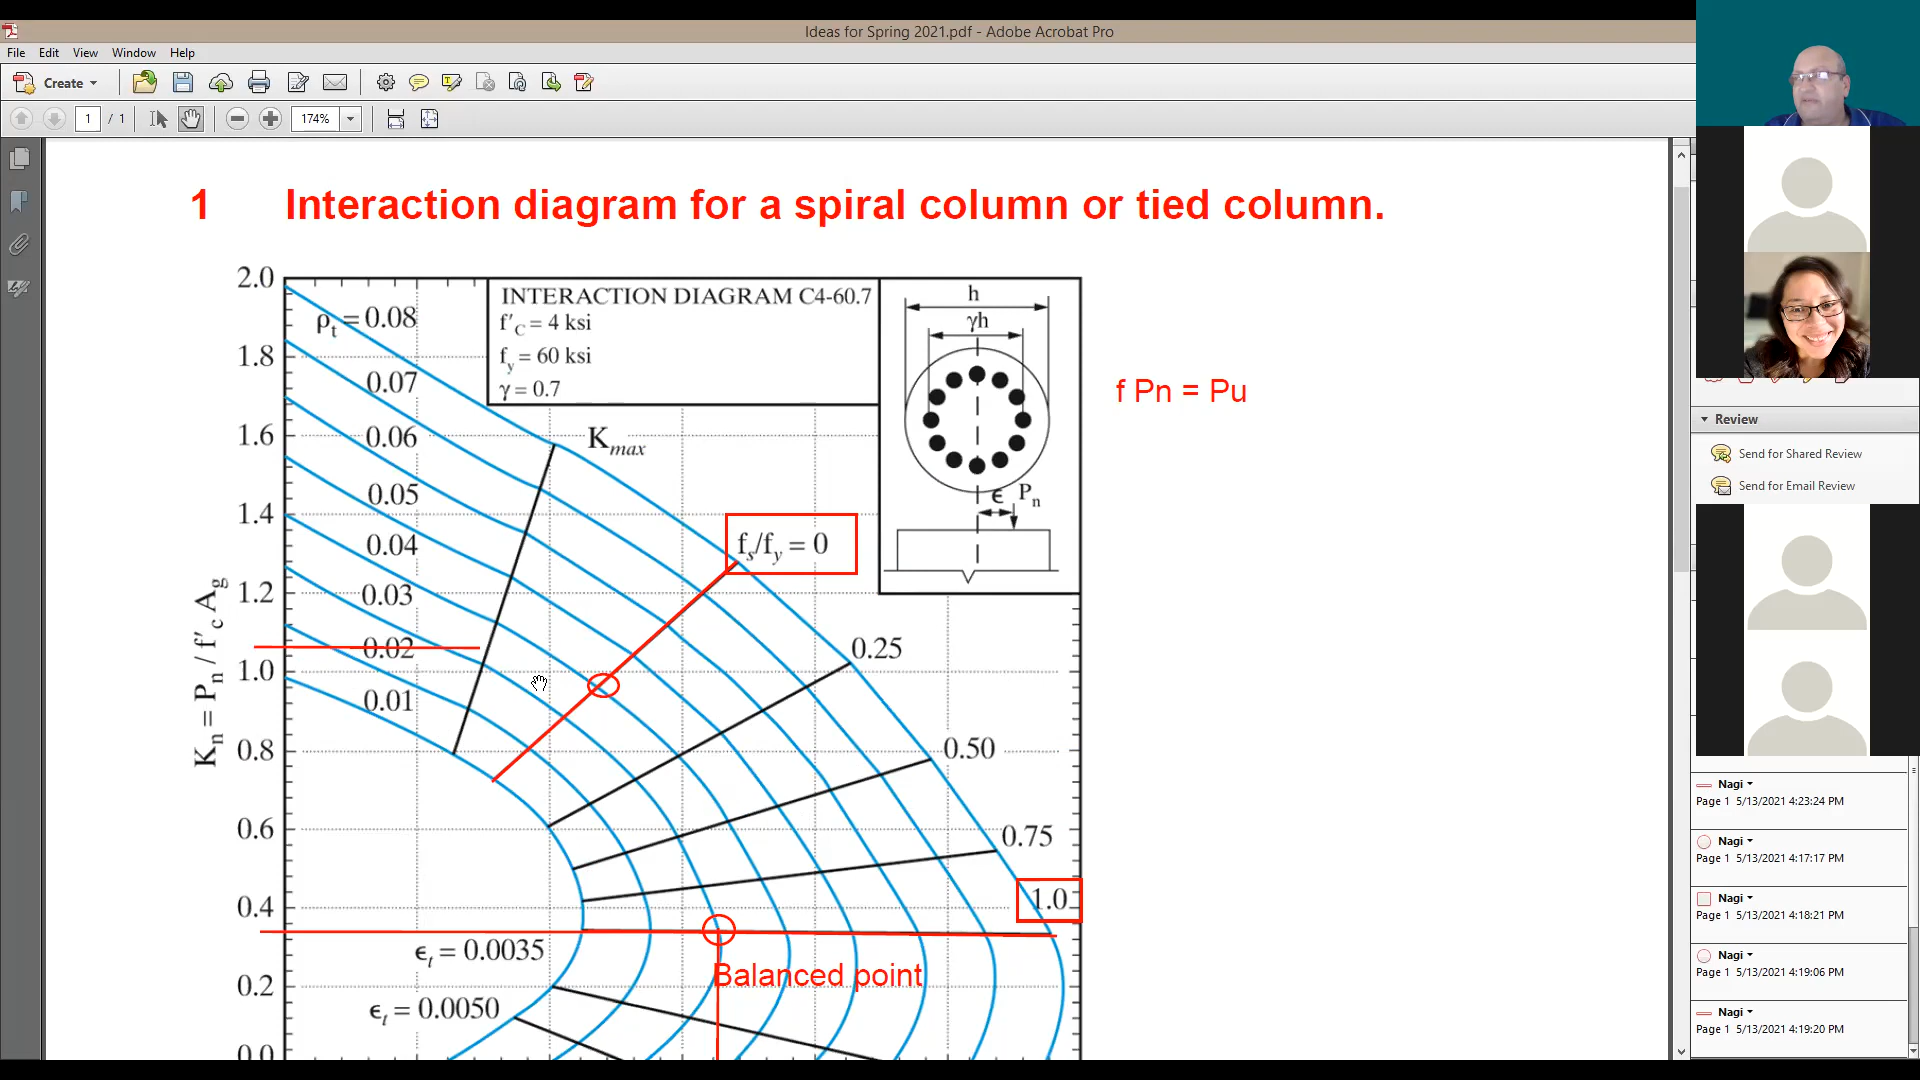 Ideas for Spring 2021.pdf - Adobe Acrobat Pro
File Edit View Window Help
Create
1 / 1 174%
1 Interaction diagram for a spiral column or tied column.
2.0
1.8
1.6
1.4
1.2
1.0
0.8
0.6
0.4
0.2
0.0
Kn = Pn / f′c Ag
ρt = 0.08
0.07
0.06
0.05
0.04
0.03
0.02
0.01
INTERACTION DIAGRAM C4-60.7
f′C = 4 ksi
fy = 60 ksi
γ = 0.7
h
γh
ϵ Pn
Kmax
fs/fy = 0
0.25
0.50
0.75
1.0
ϵt = 0.0035
Balanced point
ϵt = 0.0050
f Pn = Pu
Review
Send for Shared Review
Send for Email Review
Nagi
Page 1 5/13/2021 4:23:24 PM
Nagi
Page 1 5/13/2021 4:17:17 PM
Nagi
Page 1 5/13/2021 4:18:21 PM
Nagi
Page 1 5/13/2021 4:19:06 PM
Nagi
Page 1 5/13/2021 4:19:20 PM